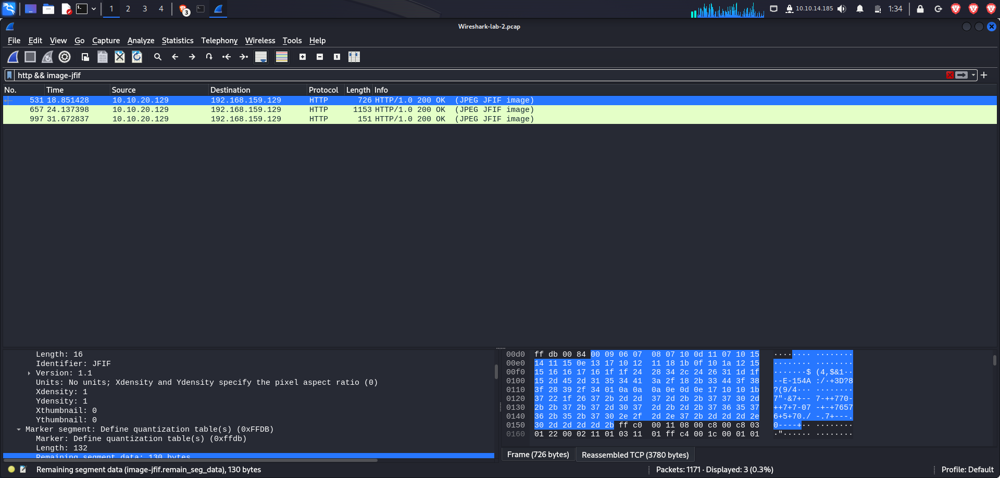 1 2 3 4 3 10.10.14.185 1:34
Wireshark-lab-2.pcap
File Edit View Go Capture Analyze Statistics Telephony Wireless Tools Help
http && image-jfif
No. Time Source Destination Protocol Length Info
531 18.851428 10.10.20.129 192.168.159.129 HTTP 726 HTTP/1.0 200 OK (JPEG JFIF image)
657 24.137398 10.10.20.129 192.168.159.129 HTTP 1153 HTTP/1.0 200 OK (JPEG JFIF image)
997 31.672837 10.10.20.129 192.168.159.129 HTTP 151 HTTP/1.0 200 OK (JPEG JFIF image)
Length: 16
Identifier: JFIF
Version: 1.1
Units: No units; Xdensity and Ydensity specify the pixel aspect ratio (0)
Xdensity: 1
Ydensity: 1
Xthumbnail: 0
Ythumbnail: 0
Marker segment: Define quantization table(s) (0xFFDB)
Marker: Define quantization table(s) (0xffdb)
Length: 132
Remaining segment data: 130 bytes
00d0 ff db 00 84 00 09 06 07 08 07 10 0d 11 07 10 15 ········ ········
00e0 14 11 15 0e 13 17 10 12 11 18 1b 0f 10 1a 12 15 ········ ········
00f0 15 16 16 17 16 1f 1f 24 28 34 2c 24 26 31 1d 1f ·······$ (4,$&1··
0100 15 2d 45 2d 31 35 34 41 3a 2f 18 2b 33 44 3f 38 ·-E-154A :/·+3D?8
0110 3f 28 39 2f 34 01 0a 0a 0a 0e 0d 0e 17 10 10 1b ?(9/4··· ········
0120 37 22 1f 26 37 2b 2d 2d 37 2d 2b 2b 37 37 30 2d 7"·&7+-- 7-++770-
0130 2b 2b 37 2b 37 2d 30 37 2d 2b 2d 2b 37 36 35 37 ++7+7-07 -+-+7657
0140 36 2b 35 2b 37 30 2e 2f 2d 2e 37 2b 2d 2d 2d 2e 6+5+70./ -.7+---.
0150 30 2d 2d 2d 2d 2b ff c0 00 11 08 00 c8 00 c8 03 0----+·· ········
0160 01 22 00 02 11 01 03 11 01 ff c4 00 1c 00 01 01 ·"······ ········
Frame (726 bytes) Reassembled TCP (3780 bytes)
Remaining segment data (image-jfif.remain_seg_data), 130 bytes Packets: 1171 · Displayed: 3 (0.3%) Profile: Default